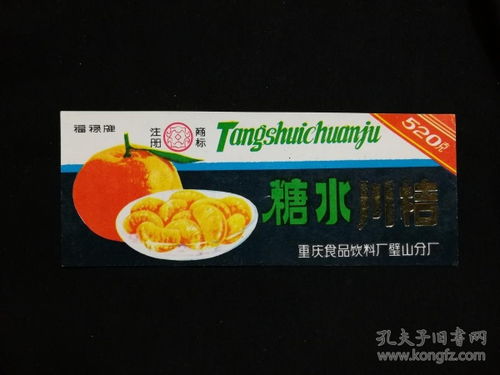 福禄牌
注册 商标
Tangshuichuanju
520克
糖水川桔
重庆食品饮料厂璧山分厂
孔夫子旧书网
www.kongfz.com